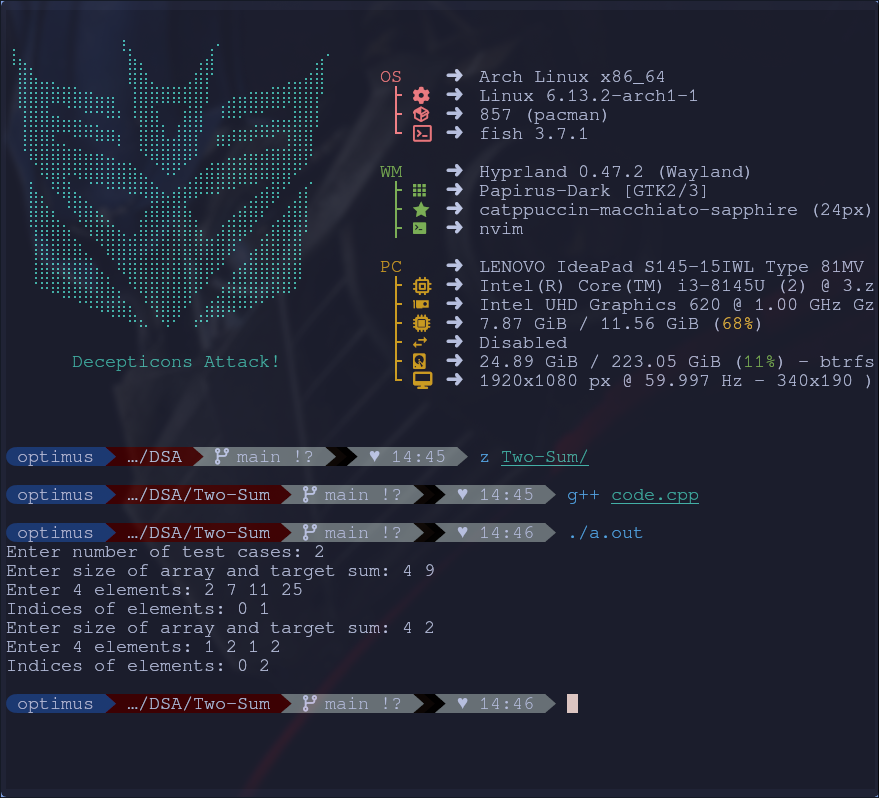 OS ➜ Arch Linux x86_64
➜ Linux 6.13.2-arch1-1
➜ 857 (pacman)
➜ fish 3.7.1
WM ➜ Hyprland 0.47.2 (Wayland)
➜ Papirus-Dark [GTK2/3]
➜ catppuccin-macchiato-sapphire (24px)
➜ nvim
PC ➜ LENOVO IdeaPad S145-15IWL Type 81MV
➜ Intel(R) Core(TM) i3-8145U (2) @ 3.z
➜ Intel UHD Graphics 620 @ 1.00 GHz Gz
➜ 7.87 GiB / 11.56 GiB (68%)
➜ Disabled
➜ 24.89 GiB / 223.05 GiB (11%) - btrfs
➜ 1920x1080 px @ 59.997 Hz - 340x190 )
Decepticons Attack!
optimus …/DSA main !? ♥ 14:45 z Two-Sum/
optimus …/DSA/Two-Sum main !? ♥ 14:45 g++ code.cpp
optimus …/DSA/Two-Sum main !? ♥ 14:46 ./a.out
Enter number of test cases: 2
Enter size of array and target sum: 4 9
Enter 4 elements: 2 7 11 25
Indices of elements: 0 1
Enter size of array and target sum: 4 2
Enter 4 elements: 1 2 1 2
Indices of elements: 0 2
optimus …/DSA/Two-Sum main !? ♥ 14:46